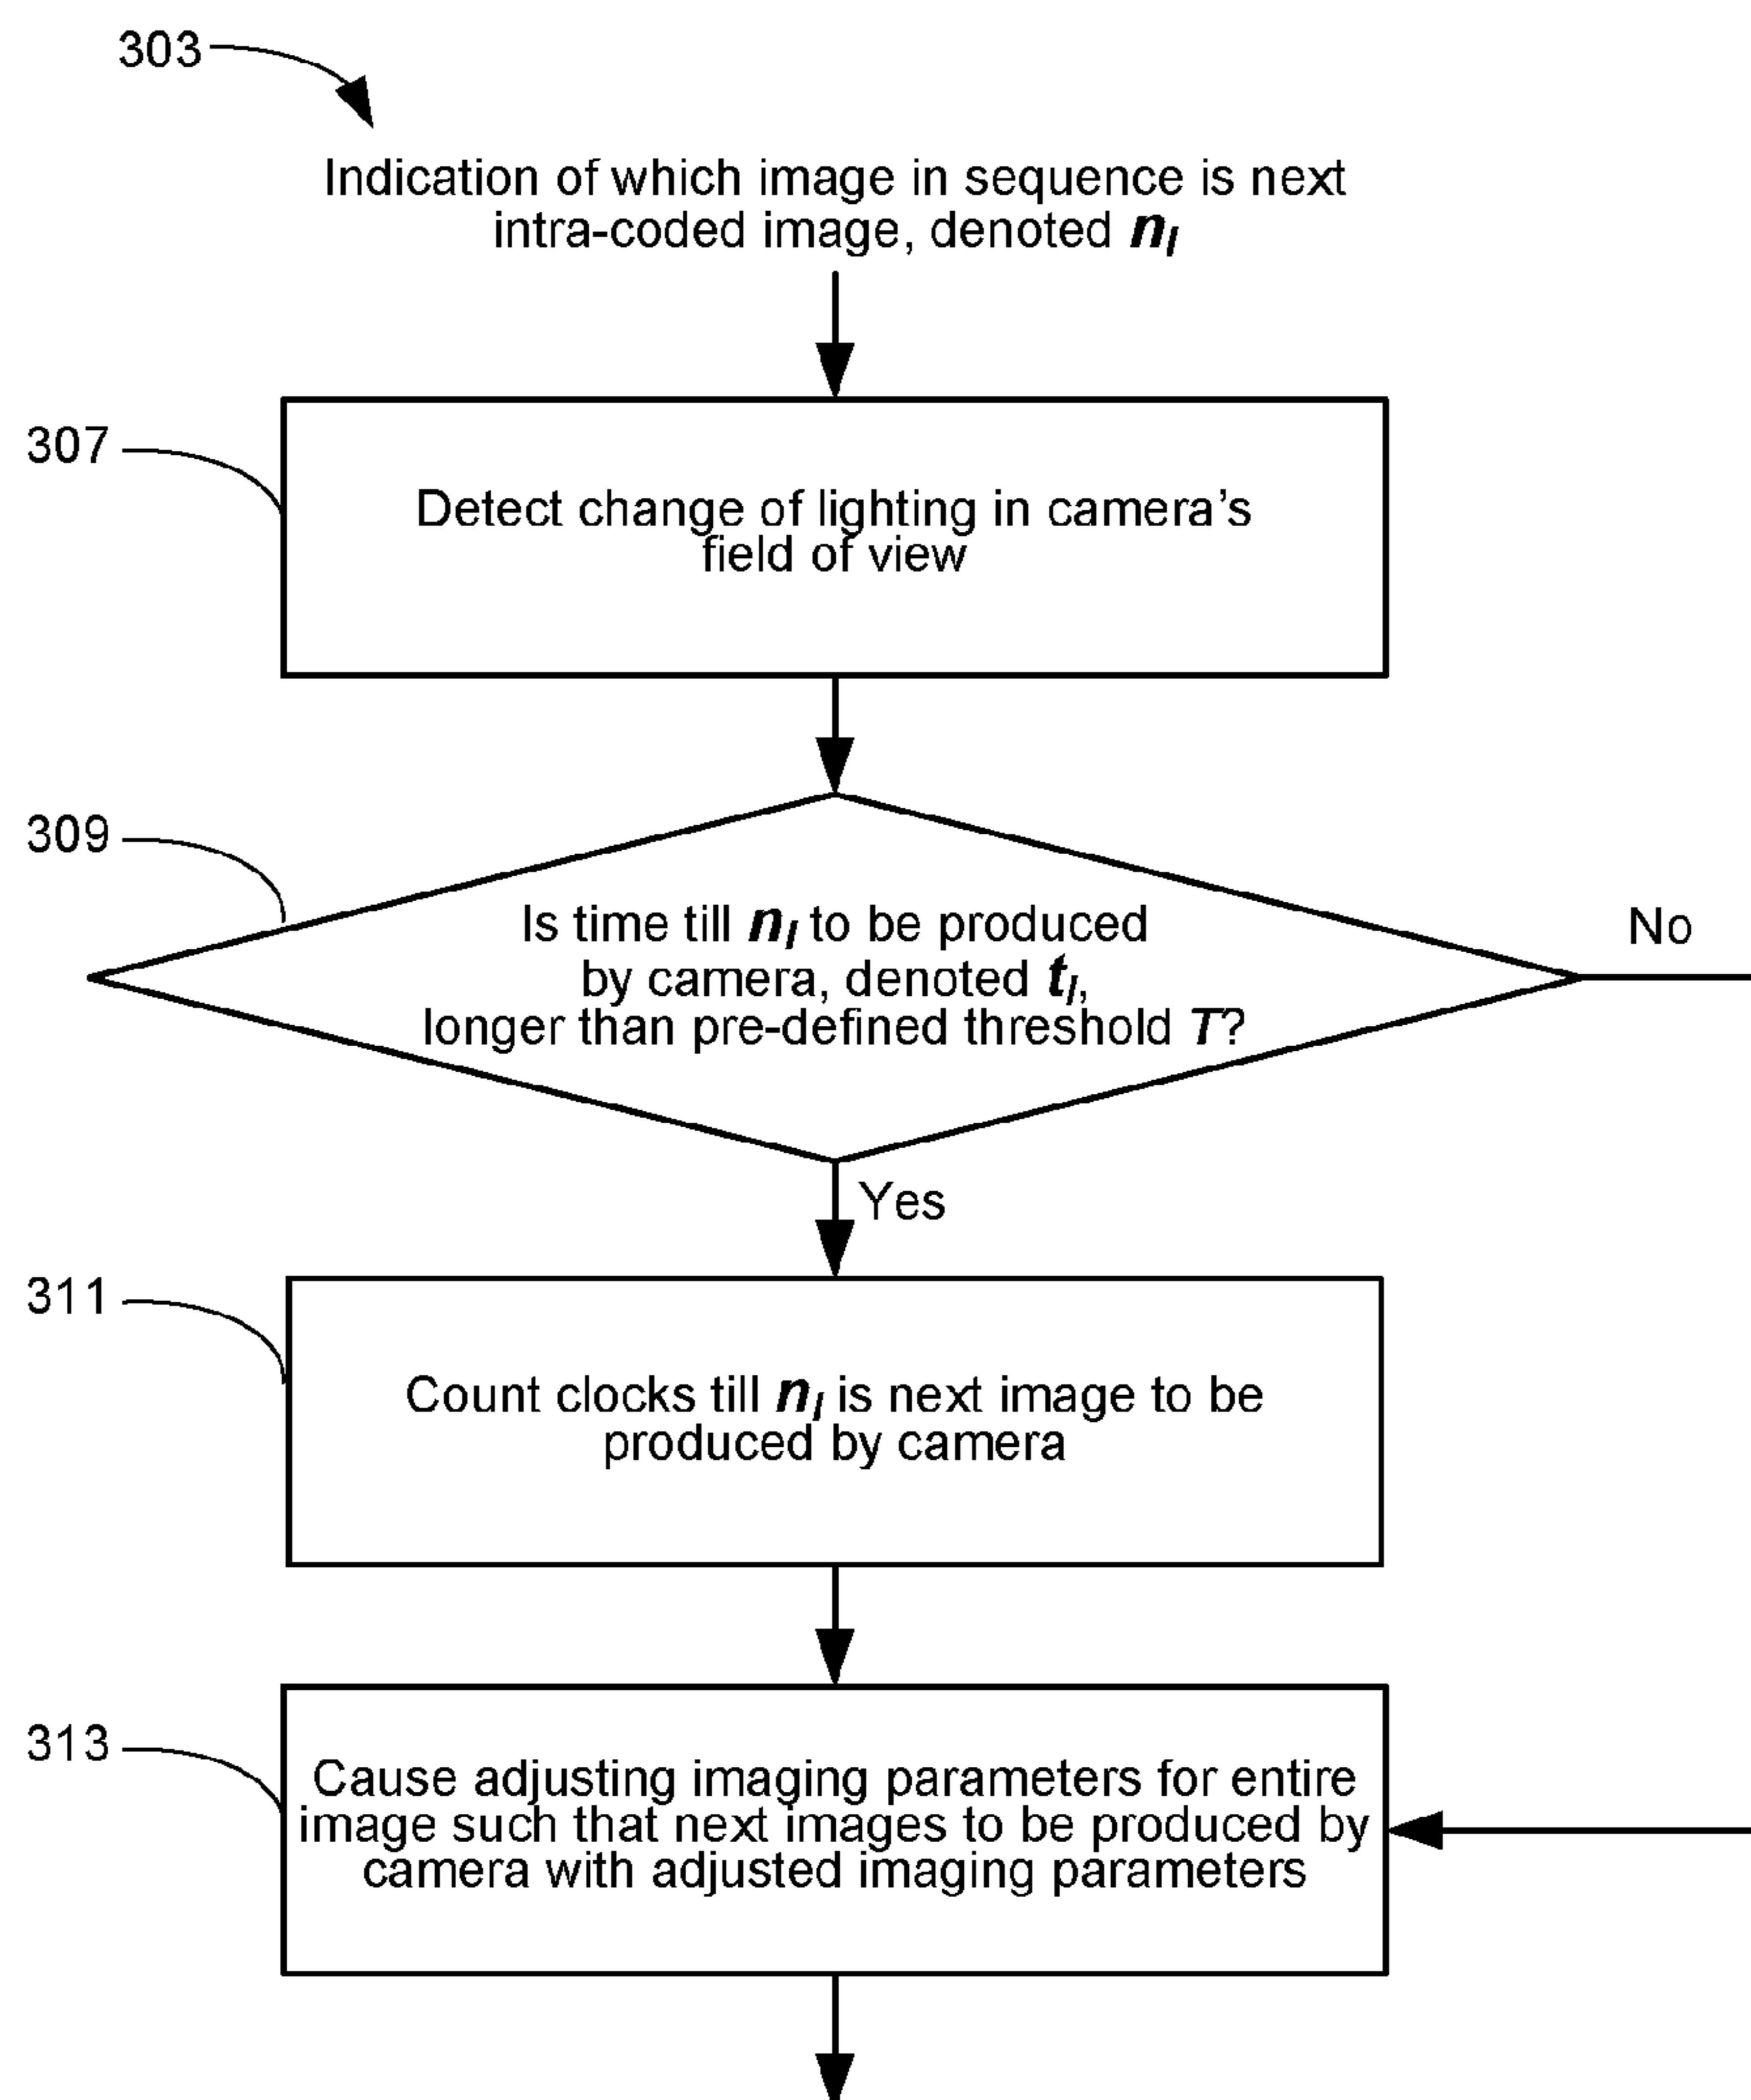 303
Indication of which image in sequence is next
intra-coded image, denoted nI
307
Detect change of lighting in camera’s
field of view
309
Is time till nI to be produced
by camera, denoted tI,
longer than pre-defined threshold T?
No
Yes
311
Count clocks till nI is next image to be
produced by camera
313
Cause adjusting imaging parameters for entire
image such that next images to be produced by
camera with adjusted imaging parameters